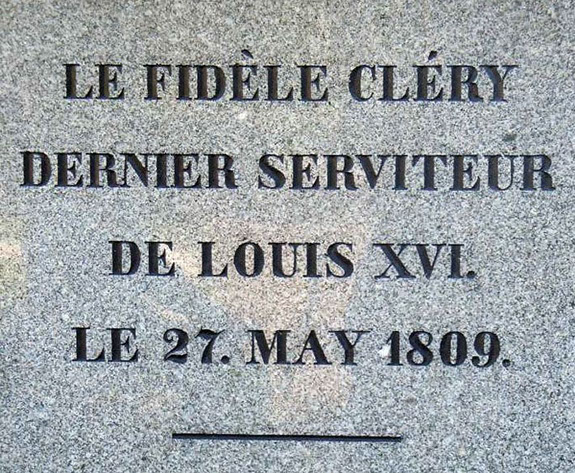 LE FIDÈLE CLÉRY
DERNIER SERVITEUR
DE LOUIS XVI.
LE 27. MAY 1809.